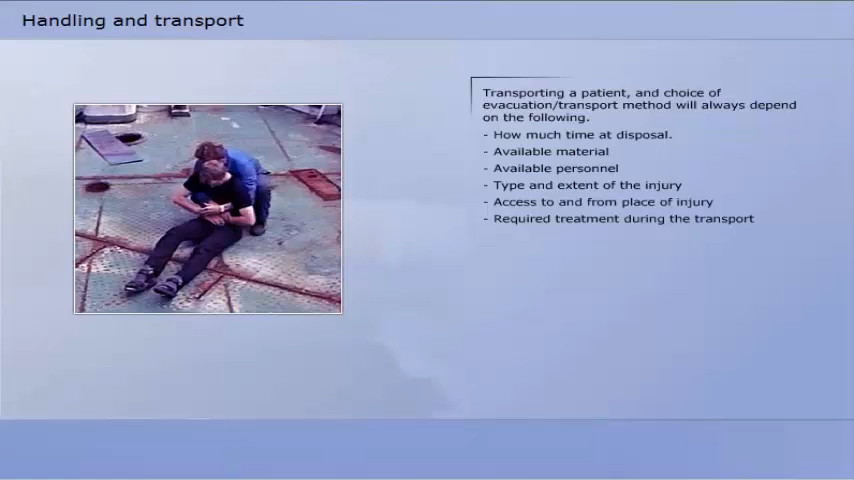 Handling and transport
Transporting a patient, and choice of
evacuation/transport method will always depend
on the following.
- How much time at disposal.
- Available material
- Available personnel
- Type and extent of the injury
- Access to and from place of injury
- Required treatment during the transport